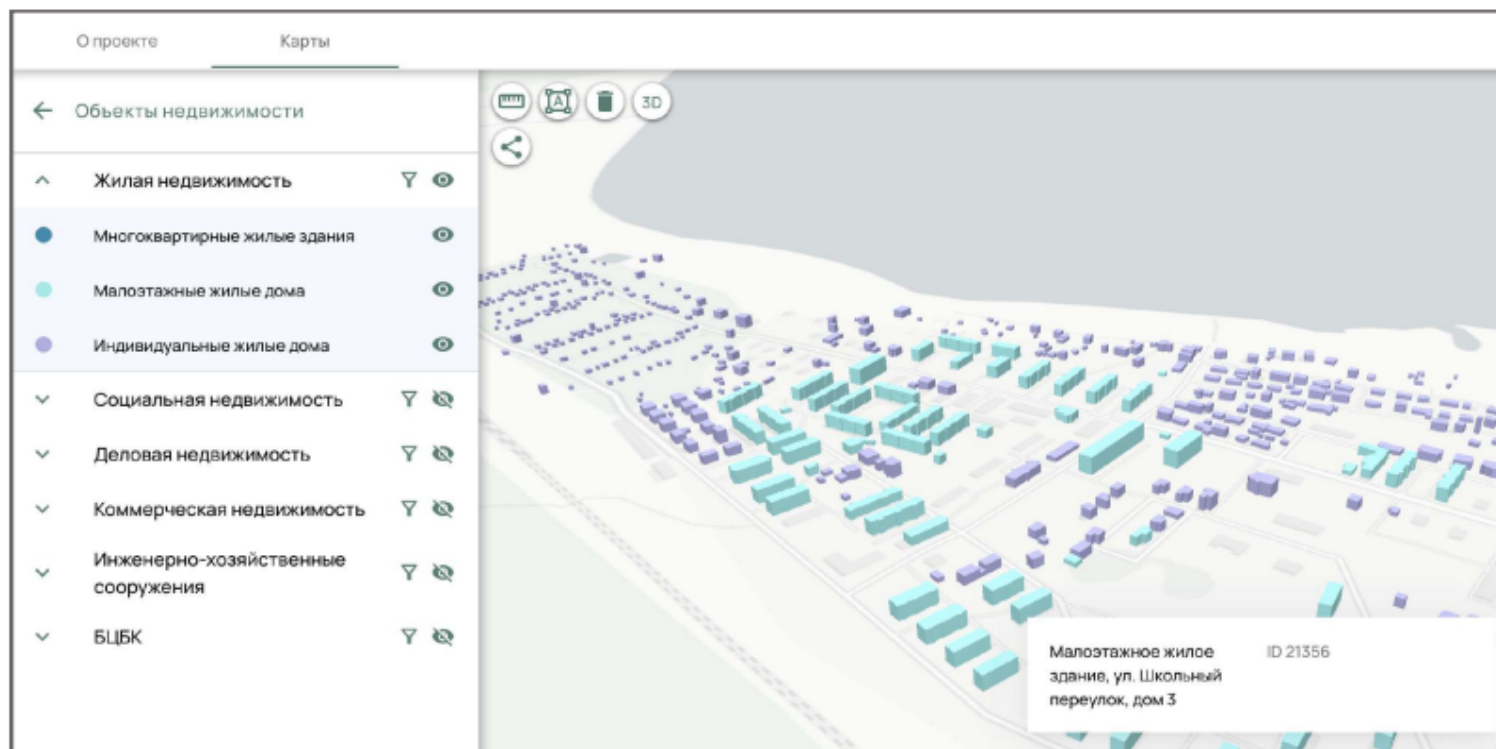 О проекте
Карты
Объекты недвижимости
3D
Жилая недвижимость
Многоквартирные жилые здания
Малоэтажные жилые дома
Индивидуальные жилые дома
Социальная недвижимость
Деловая недвижимость
Коммерческая недвижимость
Инженерно-хозяйственные
сооружения
БЦБК
Малоэтажное жилое
здание, ул. Школьный
переулок, дом 3
ID 21356